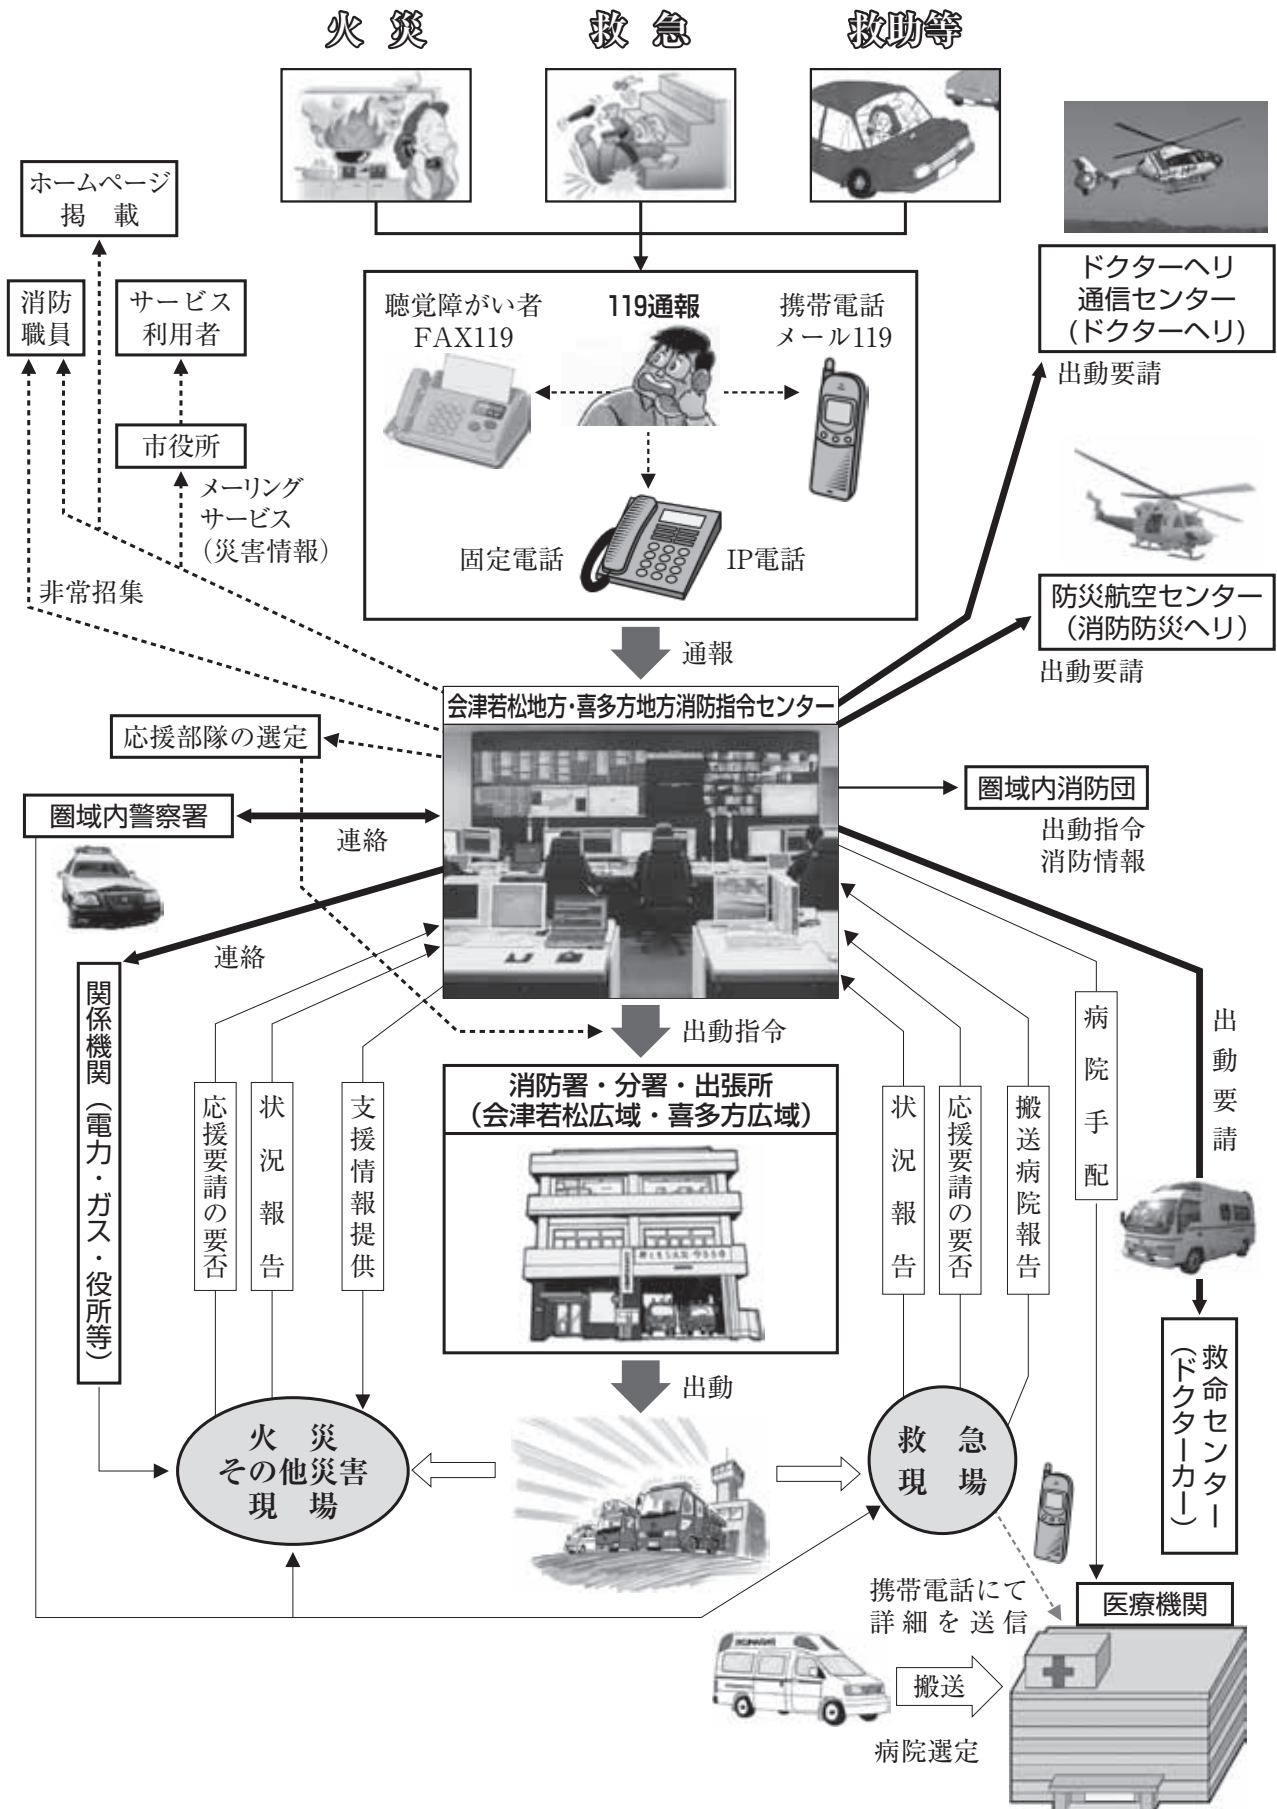 火 災
救 急
救助等
ホームページ
掲 載
消防
職員
サービス
利用者
市役所
メーリング
サービス
（災害情報）
非常招集
聴覚障がい者
FAX119
119通報
携帯電話
メール119
固定電話
IP電話
通報
ドクターヘリ
通信センター
(ドクターヘリ)
出動要請
防災航空センター
（消防防災ヘリ）
出動要請
会津若松地方・喜多方地方消防指令センター
応援部隊の選定
圏域内警察署
連絡
連絡
圏域内消防団
出動指令
消防情報
関係機関（電力・ガス・役所等）
応援要請の要否
状況報告
支援情報提供
出動指令
消防署・分署・出張所
（会津若松広域・喜多方広域）
状況報告
応援要請の要否
搬送病院報告
病院手配
出動要請
出動
火 災
その他災害
現 場
救 急
現 場
救命センター
（ドクターカー）
携帯電話にて
詳細を送信
医療機関
搬送
病院選定